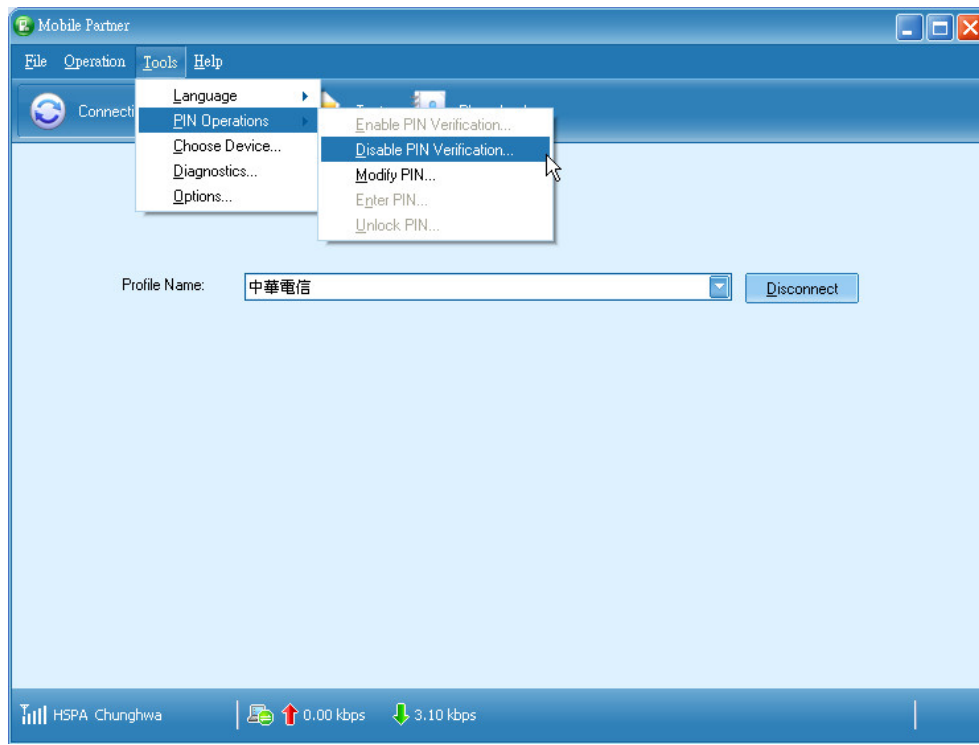 Mobile Partner
File Operation Tools Help
Connecti
Language
PIN Operations
Choose Device...
Diagnostics...
Options...
Enable PIN Verification...
Disable PIN Verification...
Modify PIN...
Enter PIN...
Unlock PIN...
Profile Name:
中華電信
Disconnect
HSPA Chunghwa
0.00 kbps
3.10 kbps